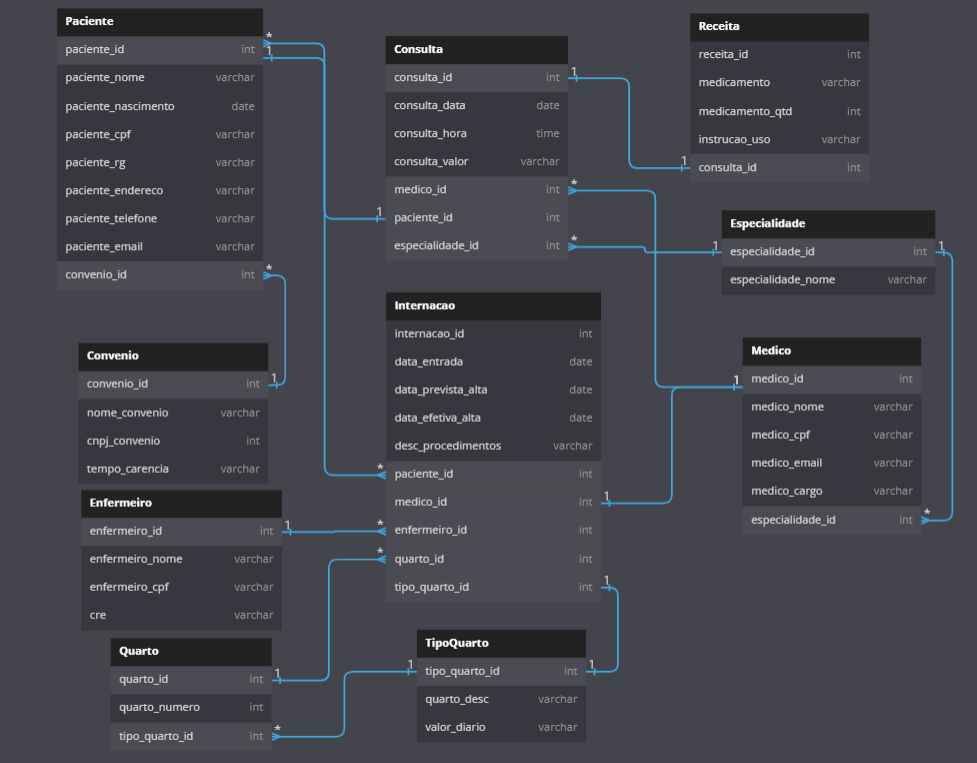 Paciente
paciente_id int
paciente_nome varchar
paciente_nascimento date
paciente_cpf varchar
paciente_rg varchar
paciente_endereco varchar
paciente_telefone varchar
paciente_email varchar
convenio_id int
*
1
*
Consulta
consulta_id int
consulta_data date
consulta_hora time
consulta_valor varchar
medico_id int
paciente_id int
especialidade_id int
1
*
1
*
Receita
receita_id int
medicamento varchar
medicamento_qtd int
instrucao_uso varchar
consulta_id int
1
Especialidade
especialidade_id int
especialidade_nome varchar
1
1
Convenio
convenio_id int
nome_convenio varchar
cnpj_convenio int
tempo_carencia varchar
1
Internacao
internacao_id int
data_entrada date
data_prevista_alta date
data_efetiva_alta date
desc_procedimentos varchar
paciente_id int
medico_id int
enfermeiro_id int
quarto_id int
tipo_quarto_id int
*
1
*
*
1
Medico
medico_id int
medico_nome varchar
medico_cpf varchar
medico_email varchar
medico_cargo varchar
especialidade_id int
1
*
Enfermeiro
enfermeiro_id int
enfermeiro_nome varchar
enfermeiro_cpf varchar
cre varchar
1
Quarto
quarto_id int
quarto_numero int
tipo_quarto_id int
1
*
TipoQuarto
tipo_quarto_id int
quarto_desc varchar
valor_diario varchar
1
1